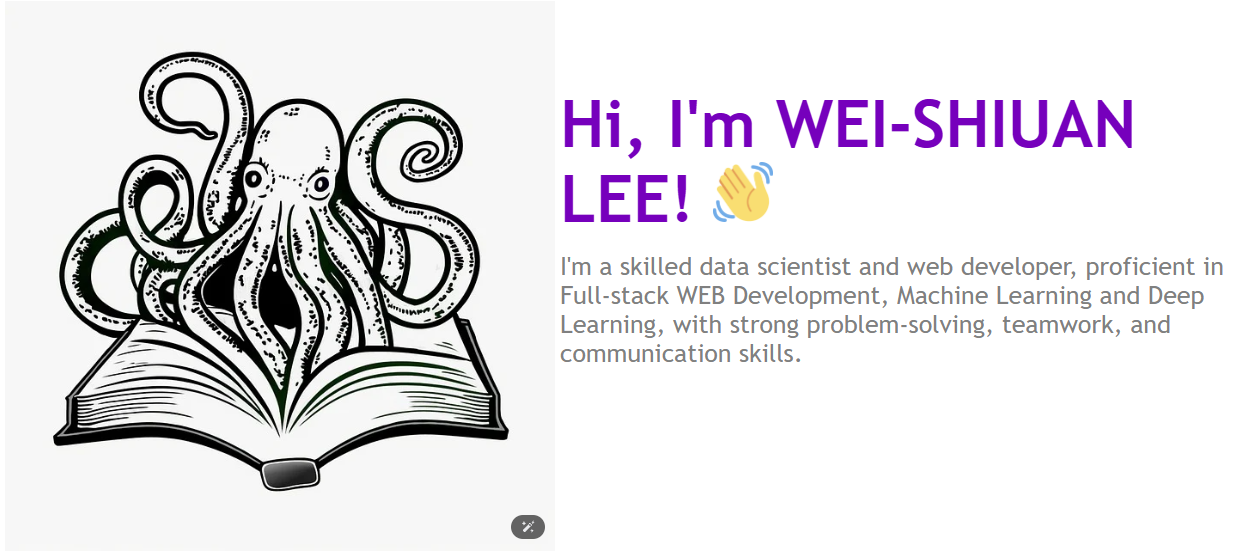 Hi, I'm WEI-SHIUAN
LEE! 👋
I'm a skilled data scientist and web developer, proficient in
Full-stack WEB Development, Machine Learning and Deep
Learning, with strong problem-solving, teamwork, and
communication skills.